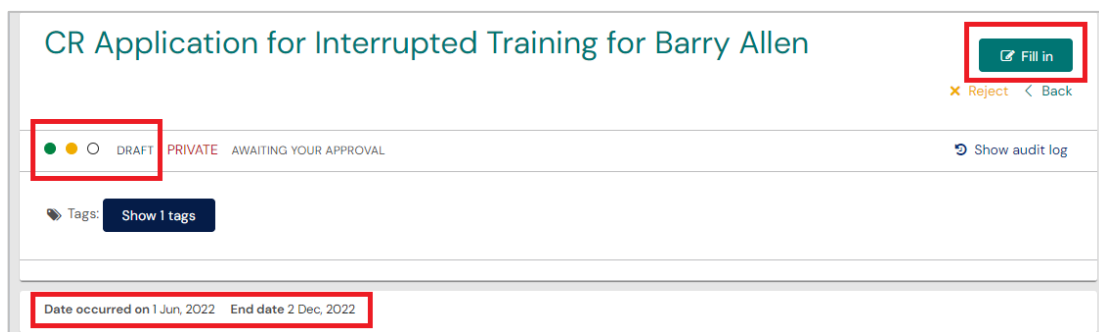 CR Application for Interrupted Training for Barry Allen
Fill in
Reject Back
DRAFT PRIVATE AWAITING YOUR APPROVAL Show audit log
Tags: Show 1 tags
Date occurred on 1 Jun, 2022 End date 2 Dec, 2022